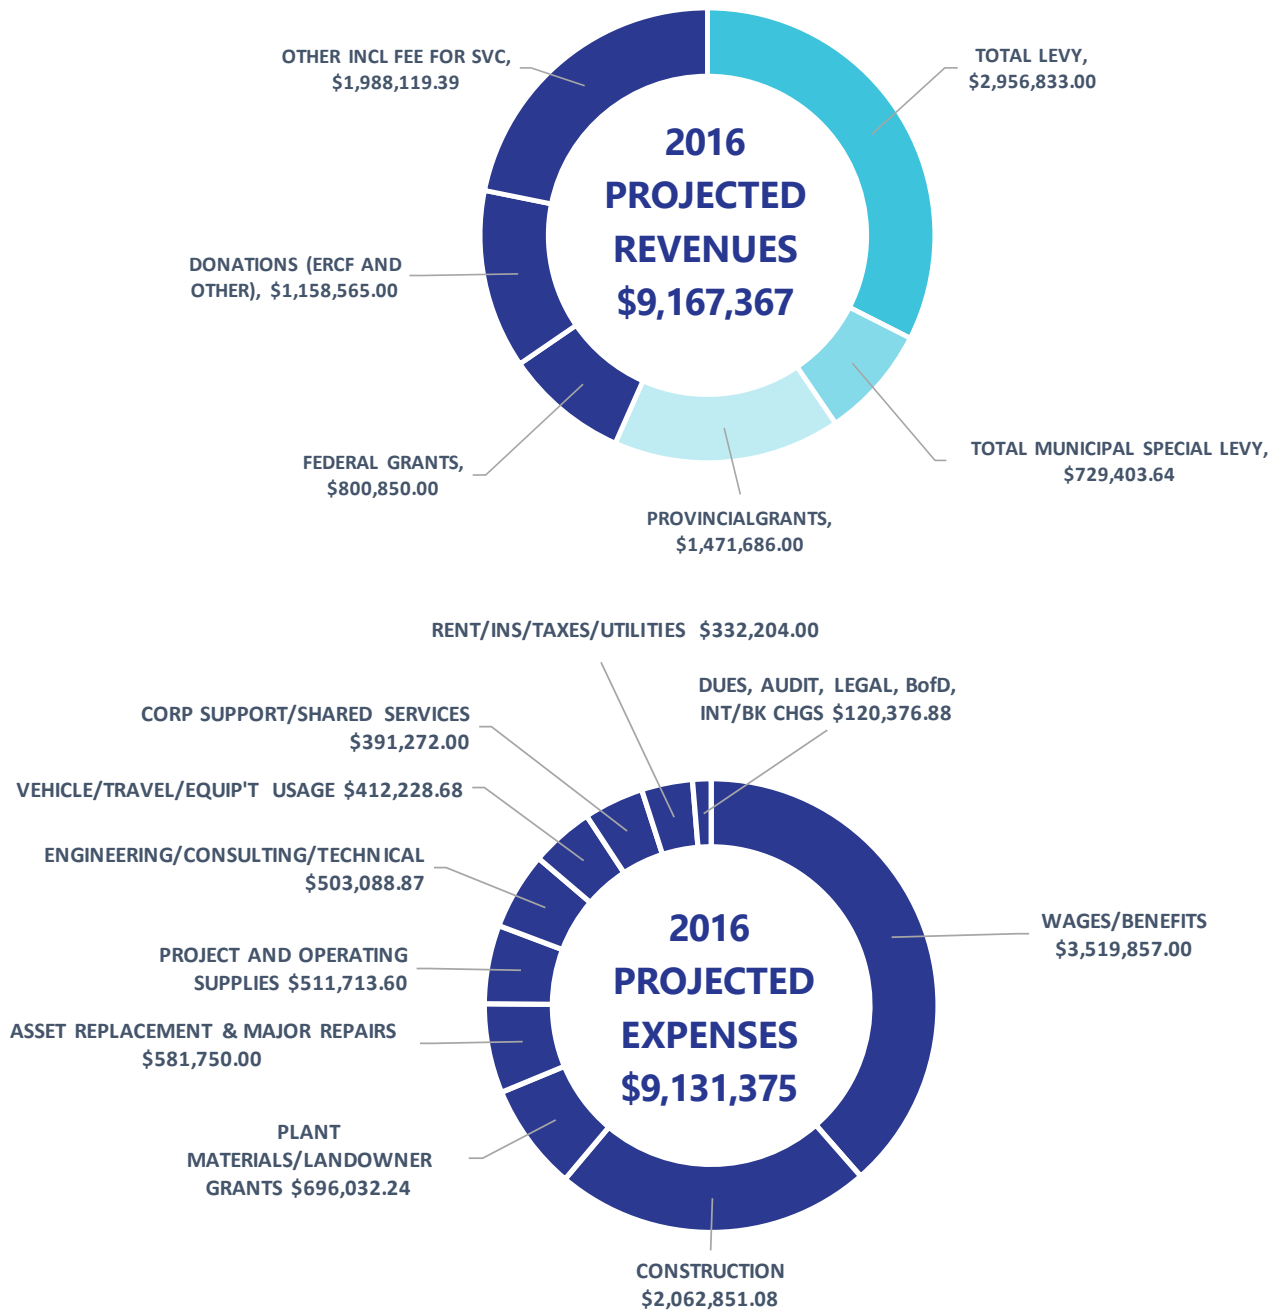 OTHER INCL FEE FOR SVC,
$1,988,119.39
TOTAL LEVY,
$2,956,833.00
2016
PROJECTED
REVENUES
$9,167,367
DONATIONS (ERCF AND
OTHER), $1,158,565.00
FEDERAL GRANTS,
$800,850.00
TOTAL MUNICIPAL SPECIAL LEVY,
$729,403.64
PROVINCIALGRANTS,
$1,471,686.00
RENT/INS/TAXES/UTILITIES $332,204.00
DUES, AUDIT, LEGAL, BofD,
INT/BK CHGS $120,376.88
CORP SUPPORT/SHARED SERVICES
$391,272.00
VEHICLE/TRAVEL/EQUIP'T USAGE $412,228.68
ENGINEERING/CONSULTING/TECHNICAL
$503,088.87
PROJECT AND OPERATING
SUPPLIES $511,713.60
ASSET REPLACEMENT & MAJOR REPAIRS
$581,750.00
PLANT
MATERIALS/LANDOWNER
GRANTS $696,032.24
2016
PROJECTED
EXPENSES
$9,131,375
WAGES/BENEFITS
$3,519,857.00
CONSTRUCTION
$2,062,851.08